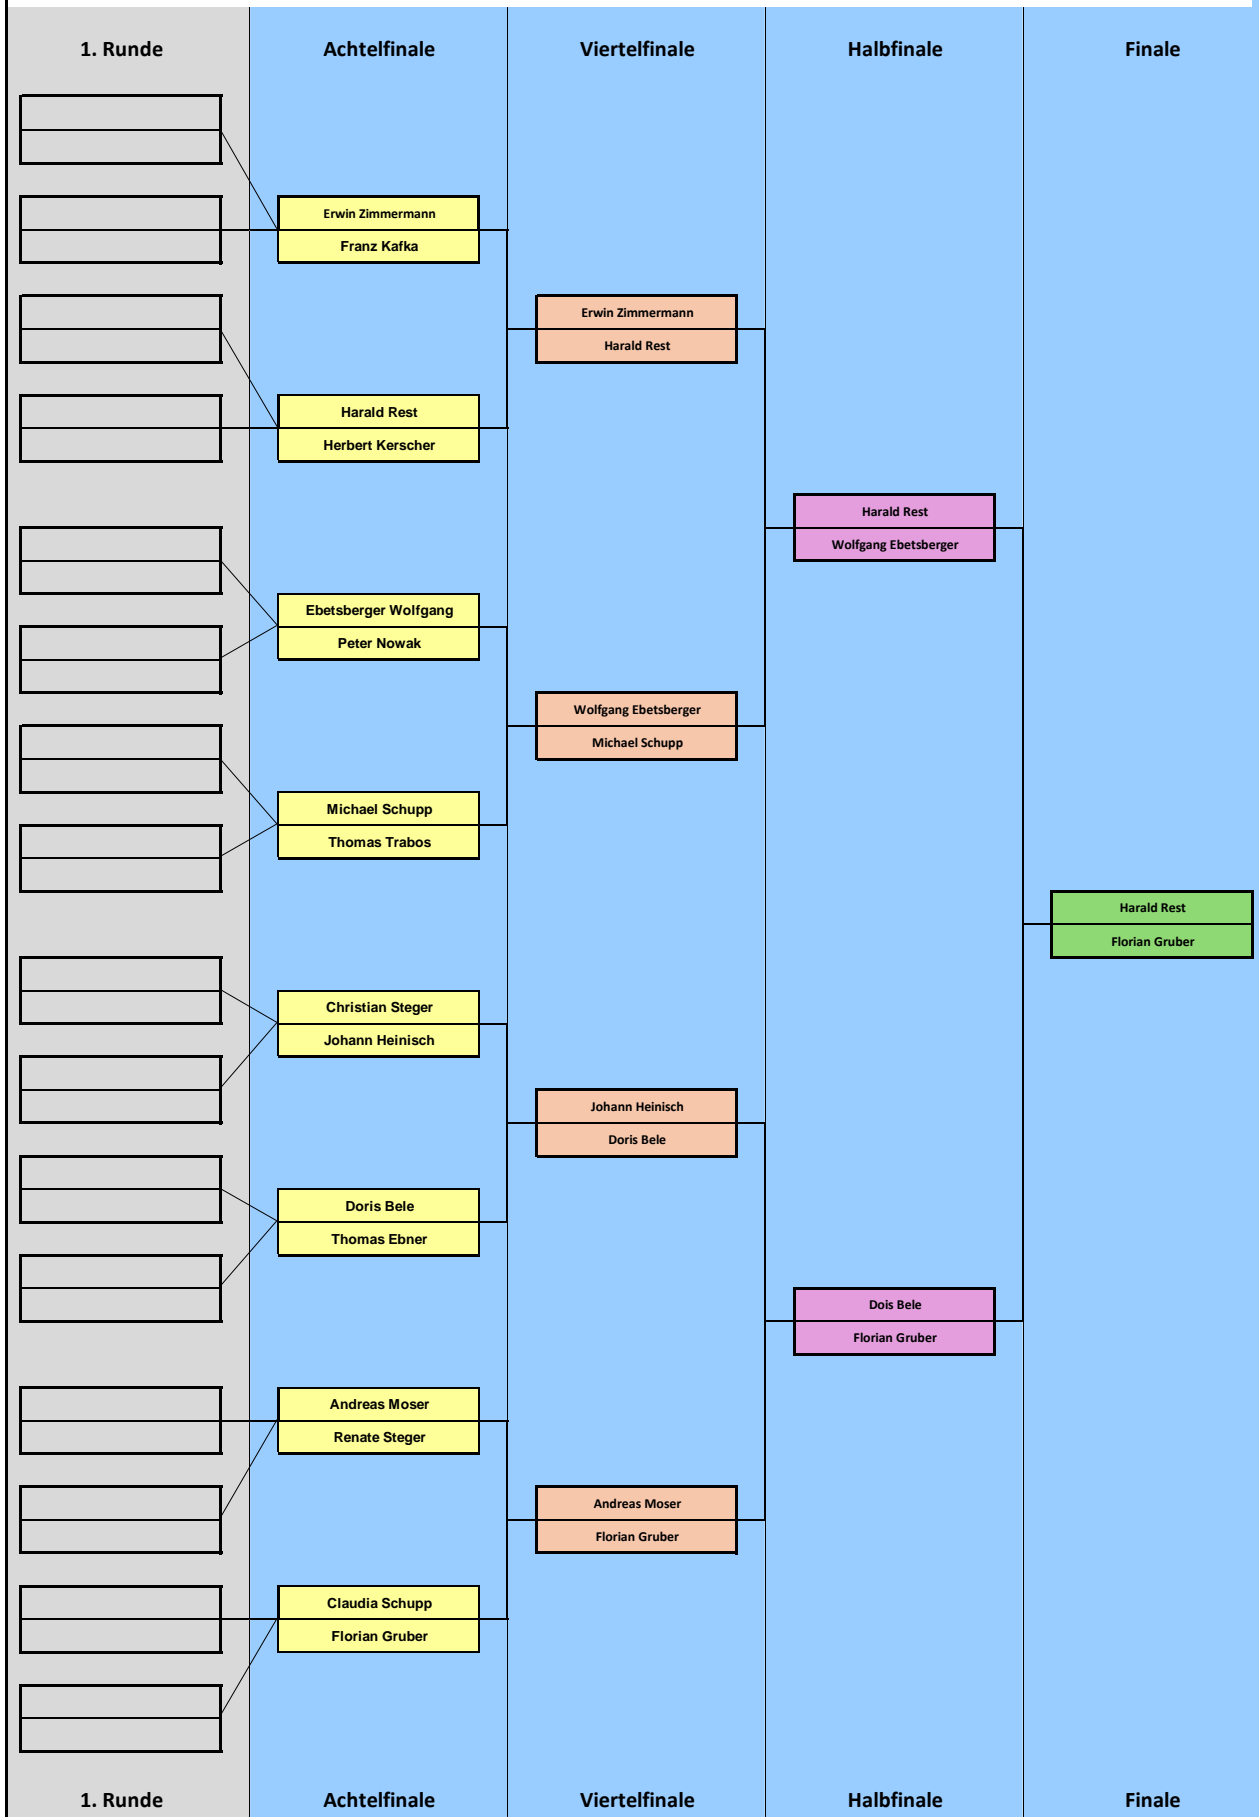 1. Runde
Achtelfinale
Viertelfinale
Halbfinale
Finale
Erwin Zimmermann
Franz Kafka
Harald Rest
Herbert Kerscher
Ebetsberger Wolfgang
Peter Nowak
Michael Schupp
Thomas Trabos
Christian Steger
Johann Heinisch
Doris Bele
Thomas Ebner
Andreas Moser
Renate Steger
Claudia Schupp
Florian Gruber
Erwin Zimmermann
Harald Rest
Wolfgang Ebetsberger
Michael Schupp
Johann Heinisch
Doris Bele
Andreas Moser
Florian Gruber
Harald Rest
Wolfgang Ebetsberger
Dois Bele
Florian Gruber
Harald Rest
Florian Gruber
1. Runde
Achtelfinale
Viertelfinale
Halbfinale
Finale